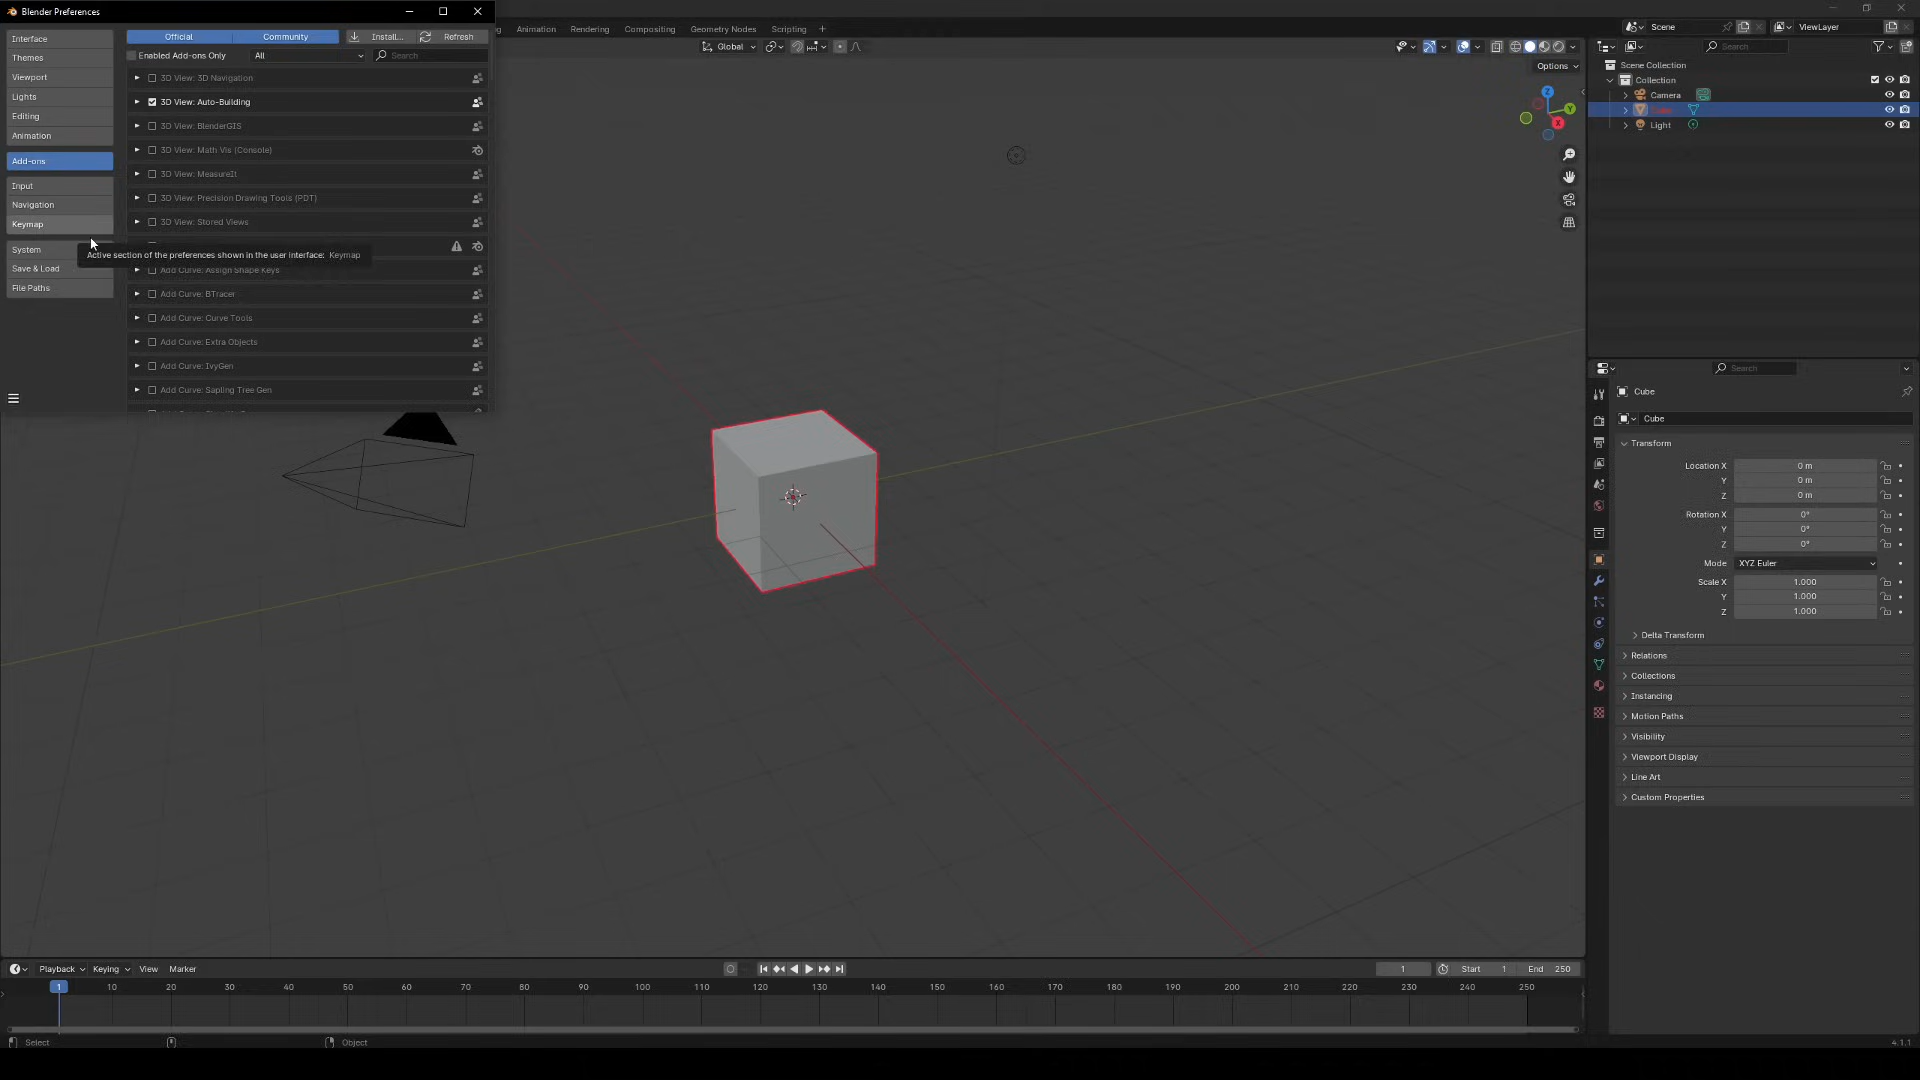 Blender Preferences
Interface
Themes
Viewport
Lights
Editing
Animation
Add-ons
Input
Navigation
Keymap
System
Save & Load
File Paths
Official Community Install... Refresh
Enabled Add-ons Only All Search
3D View: 3D Navigation
3D View: Auto-Building
3D View: BlenderGIS
3D View: Math Vis (Console)
3D View: MeasureIt
3D View: Precision Drawing Tools (PDT)
3D View: Stored Views
Active section of the preferences shown in the user interface: Keymap
Add Curve: Assign Shape Keys
Add Curve: BTracer
Add Curve: Curve Tools
Add Curve: Extra Objects
Add Curve: IvyGen
Add Curve: Sapling Tree Gen
Animation Rendering Compositing Geometry Nodes Scripting
Global
Options
Z
Y
X
Scene ViewLayer
Search
Scene Collection
Collection
Camera
Cube
Light
Search
Cube
Cube
Transform
Location X 0 m
Y 0 m
Z 0 m
Rotation X 0°
Y 0°
Z 0°
Mode XYZ Euler
Scale X 1.000
Y 1.000
Z 1.000
Delta Transform
Relations
Collections
Instancing
Motion Paths
Visibility
Viewport Display
Line Art
Custom Properties
Playback Keying View Marker
1 Start 1 End 250
1 10 20 30 40 50 60 70 80 90 100 110 120 130 140 150 160 170 180 190 200 210 220 230 240 250
Select Object
4.1.1